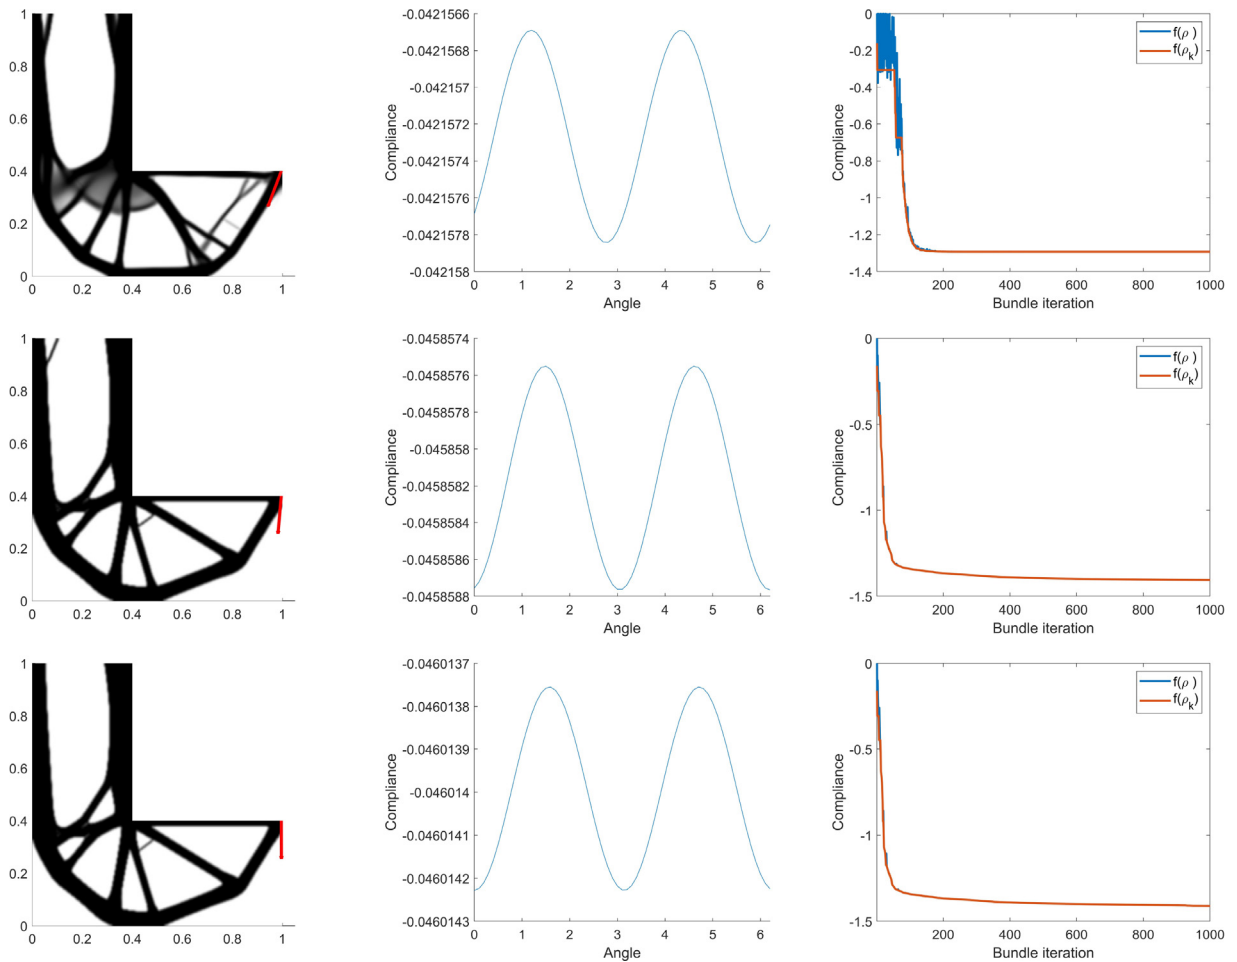 1
0.8
0.6
0.4
0.2
0
0 0.2 0.4 0.6 0.8 1
-0.0421566
-0.0421568
-0.042157
-0.0421572
-0.0421574
-0.0421576
-0.0421578
-0.042158
Compliance
0 1 2 3 4 5 6
Angle
0
-0.2
-0.4
-0.6
-0.8
-1
-1.2
-1.4
Compliance
200 400 600 800 1000
Bundle iteration
f(ρ )
f(ρk)
1
0.8
0.6
0.4
0.2
0
0 0.2 0.4 0.6 0.8 1
-0.0458574
-0.0458576
-0.0458578
-0.045858
-0.0458582
-0.0458584
-0.0458586
-0.0458588
Compliance
0 1 2 3 4 5 6
Angle
0
-0.5
-1
-1.5
Compliance
200 400 600 800 1000
Bundle iteration
f(ρ )
f(ρk)
1
0.8
0.6
0.4
0.2
0
0 0.2 0.4 0.6 0.8 1
-0.0460137
-0.0460138
-0.0460139
-0.046014
-0.0460141
-0.0460142
-0.0460143
Compliance
0 1 2 3 4 5 6
Angle
0
-0.5
-1
-1.5
Compliance
200 400 600 800 1000
Bundle iteration
f(ρ )
f(ρk)